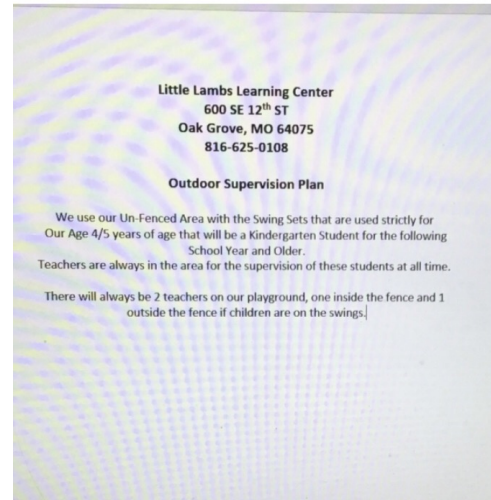 Little Lambs Learning Center
600 SE 12th ST
Oak Grove, MO 64075
816-625-0108
Outdoor Supervision Plan
We use our Un-Fenced Area with the Swing Sets that are used strictly for
Our Age 4/5 years of age that will be a Kindergarten Student for the following
School Year and Older.
Teachers are always in the area for the supervision of these students at all time.
There will always be 2 teachers on our playground, one inside the fence and 1
outside the fence if children are on the swings.